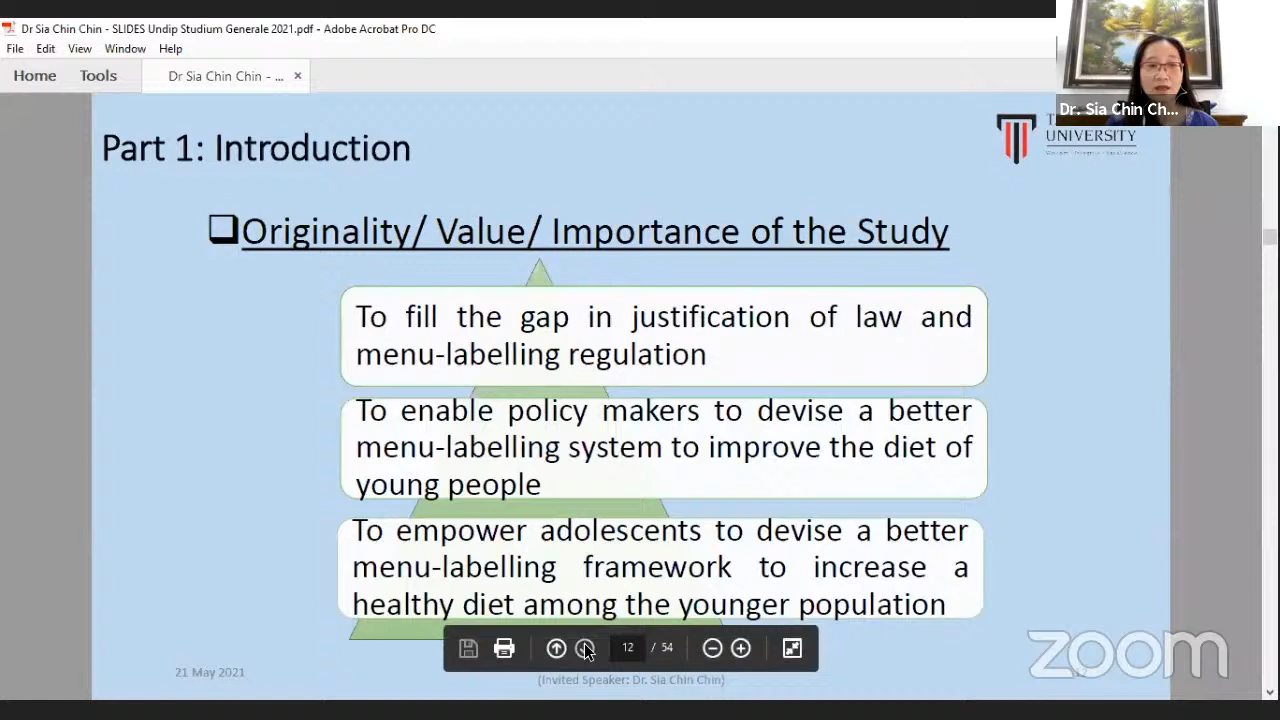 Dr Sia Chin Chin - SLIDES Undip Studium Generale 2021.pdf - Adobe Acrobat Pro DC
File Edit View Window Help
Home Tools Dr Sia Chin Chin - ... ×
Dr. Sia Chin Ch...
UNIVERSITY
Part 1: Introduction
Originality/ Value/ Importance of the Study
To fill the gap in justification of law and
menu-labelling regulation
To enable policy makers to devise a better
menu-labelling system to improve the diet of
young people
To empower adolescents to devise a better
menu-labelling framework to increase a
healthy diet among the younger population
12 / 54
21 May 2021
(Invited Speaker: Dr. Sia Chin Chin)
zoom